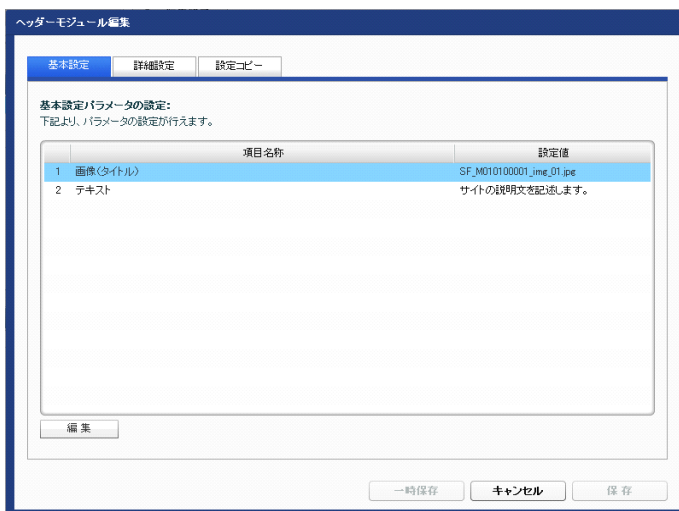 ヘッダーモジュール編集
基本設定 詳細設定 設定コピー
基本設定パラメータの設定:
下記より、パラメータの設定が行えます。
項目名称 設定値
1 画像(タイトル) SF_M010100001_img_01.jpg
2 テキスト サイトの説明文を記述します。
編集
一時保存 キャンセル 保存